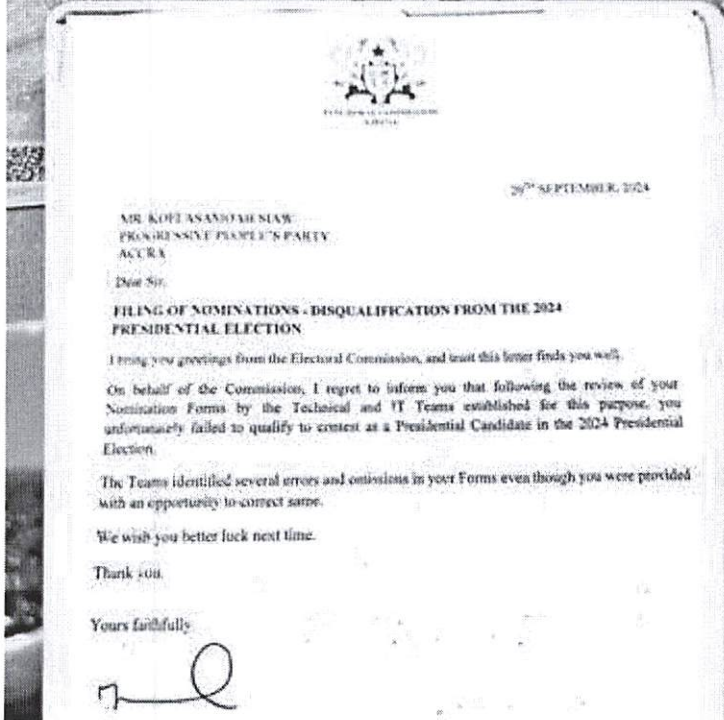 ELECTORAL COMMISSION
GHANA
20TH SEPTEMBER, 2024
MR. KOFI ASAMOAH SIAW
PROGRESSIVE PEOPLE'S PARTY
ACCRA
Dear Sir,
FILING OF NOMINATIONS - DISQUALIFICATION FROM THE 2024
PRESIDENTIAL ELECTION
I bring you greetings from the Electoral Commission, and trust this letter finds you well.
On behalf of the Commission, I regret to inform you that following the review of your
Nomination Forms by the Technical and IT Teams established for this purpose, you
unfortunately failed to qualify to contest as a Presidential Candidate in the 2024 Presidential
Election.
The Teams identified several errors and omissions in your Forms even though you were provided
with an opportunity to correct same.
We wish you better luck next time.
Thank you.
Yours faithfully